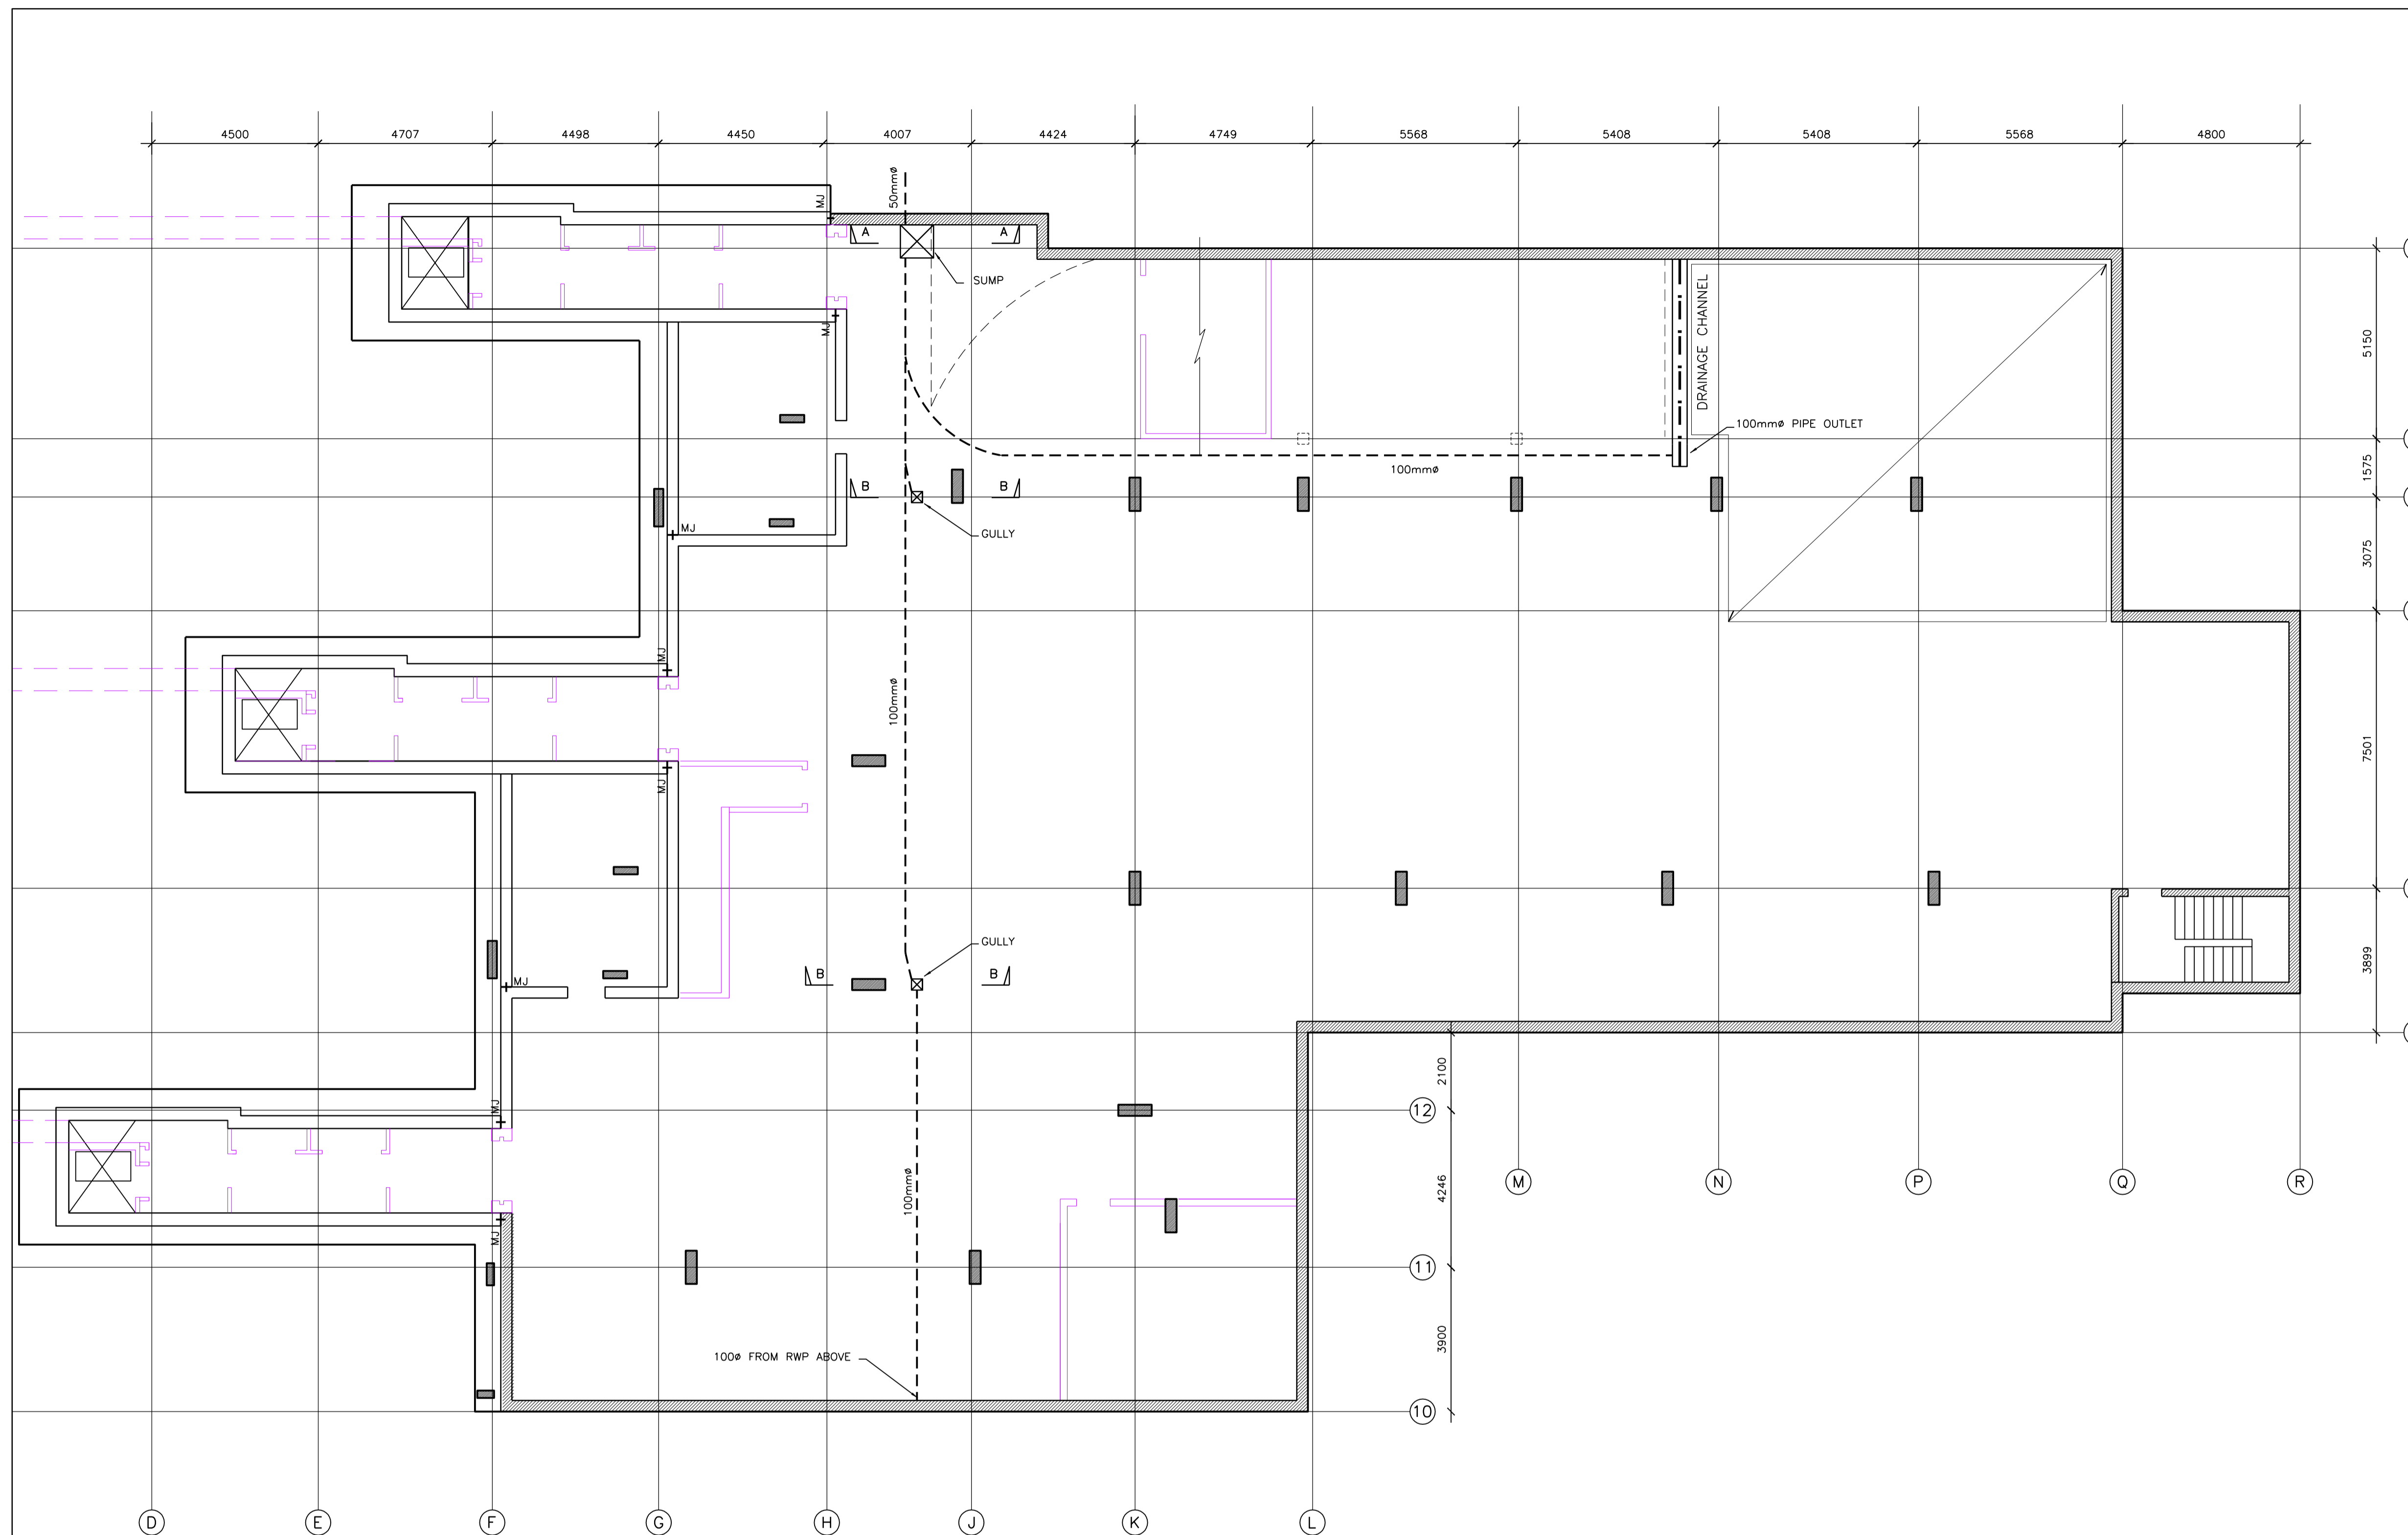 4500 4707 4498 4450 4007 4424 4749 5568 5408 5408 5568 4800
50mmø
MJ
A A
SUMP
DRAINAGE CHANNEL
MJ
5150
100mmø PIPE OUTLET
100mmø
1575
B B
MJ
GULLY
3075
MJ
100mmø
7501
MJ
GULLY
B B
MJ
3899
2100
MJ
12
100mmø
4246
M N P Q R
MJ
11
3900
100ø FROM RWP ABOVE
10
D E F G H J K L